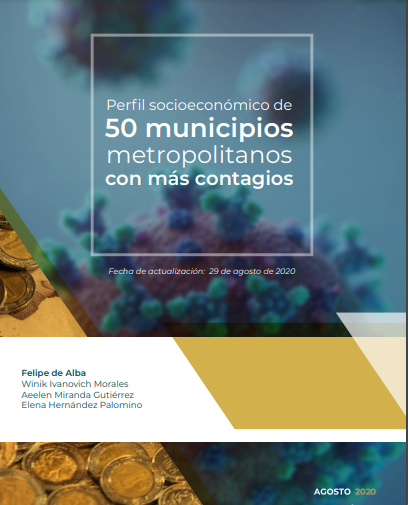 Perfil socioeconómico de
50 municipios
metropolitanos
con más contagios
Fecha de actualización: 29 de agosto de 2020
Felipe de Alba
Winik Ivanovich Morales
Aeelen Miranda Gutiérrez
Elena Hernández Palomino
AGOSTO 2020